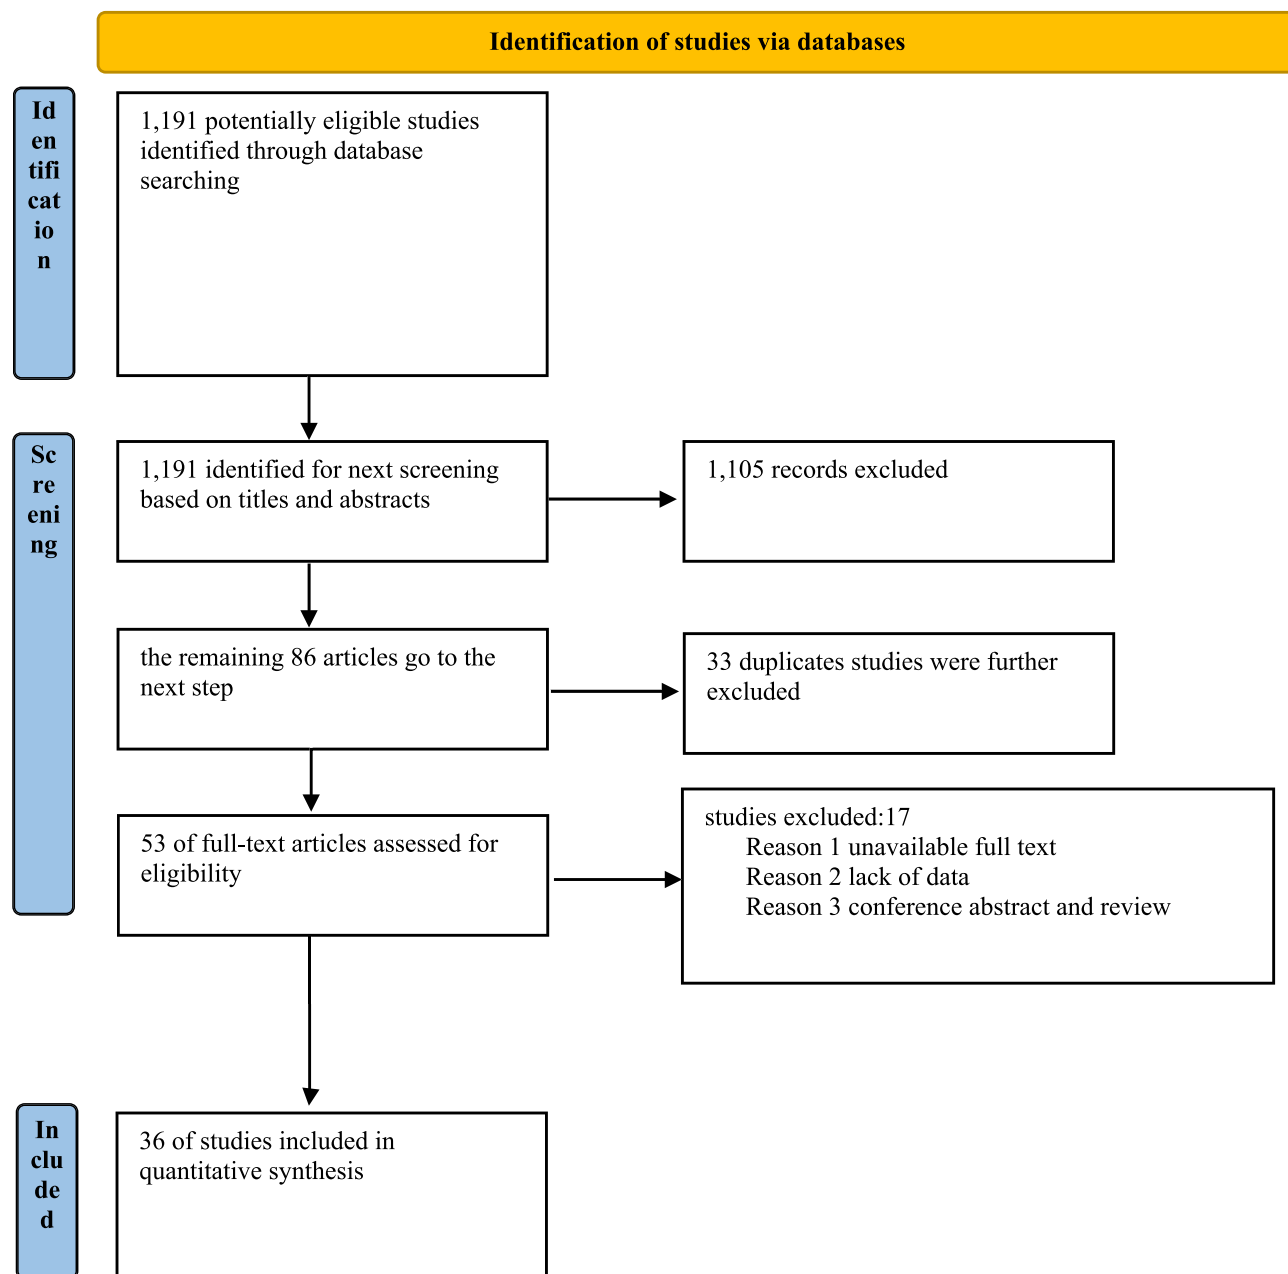 Identification of studies via databases
Id
en
tifi
cat
io
n
1,191 potentially eligible studies
identified through database
searching
Sc
re
eni
ng
1,191 identified for next screening
based on titles and abstracts
1,105 records excluded
the remaining 86 articles go to the
next step
33 duplicates studies were further
excluded
53 of full-text articles assessed for
eligibility
studies excluded:17
Reason 1 unavailable full text
Reason 2 lack of data
Reason 3 conference abstract and review
In
clu
de
d
36 of studies included in
quantitative synthesis